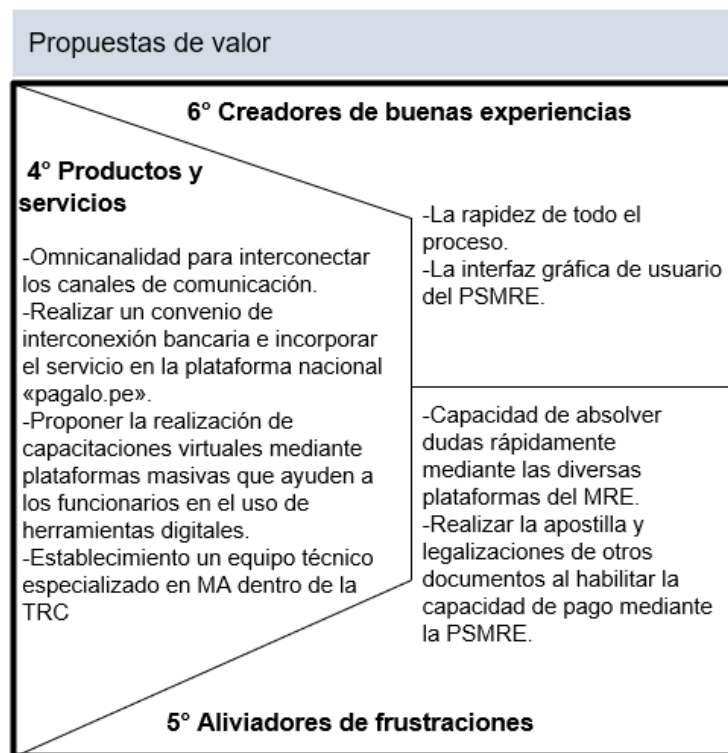 Propuestas de valor
6° Creadores de buenas experiencias
4° Productos y
servicios
-Omnicanalidad para interconectar
los canales de comunicación.
-Realizar un convenio de
interconexión bancaria e incorporar
el servicio en la plataforma nacional
«pagalo.pe».
-Proponer la realización de
capacitaciones virtuales mediante
plataformas masivas que ayuden a
los funcionarios en el uso de
herramientas digitales.
-Establecimiento un equipo técnico
especializado en MA dentro de la
TRC
-La rapidez de todo el
proceso.
-La interfaz gráfica de usuario
del PSMRE.
-Capacidad de absolver
dudas rápidamente
mediante las diversas
plataformas del MRE.
-Realizar la apostilla y
legalizaciones de otros
documentos al habilitar la
capacidad de pago mediante
la PSMRE.
5° Aliviadores de frustraciones